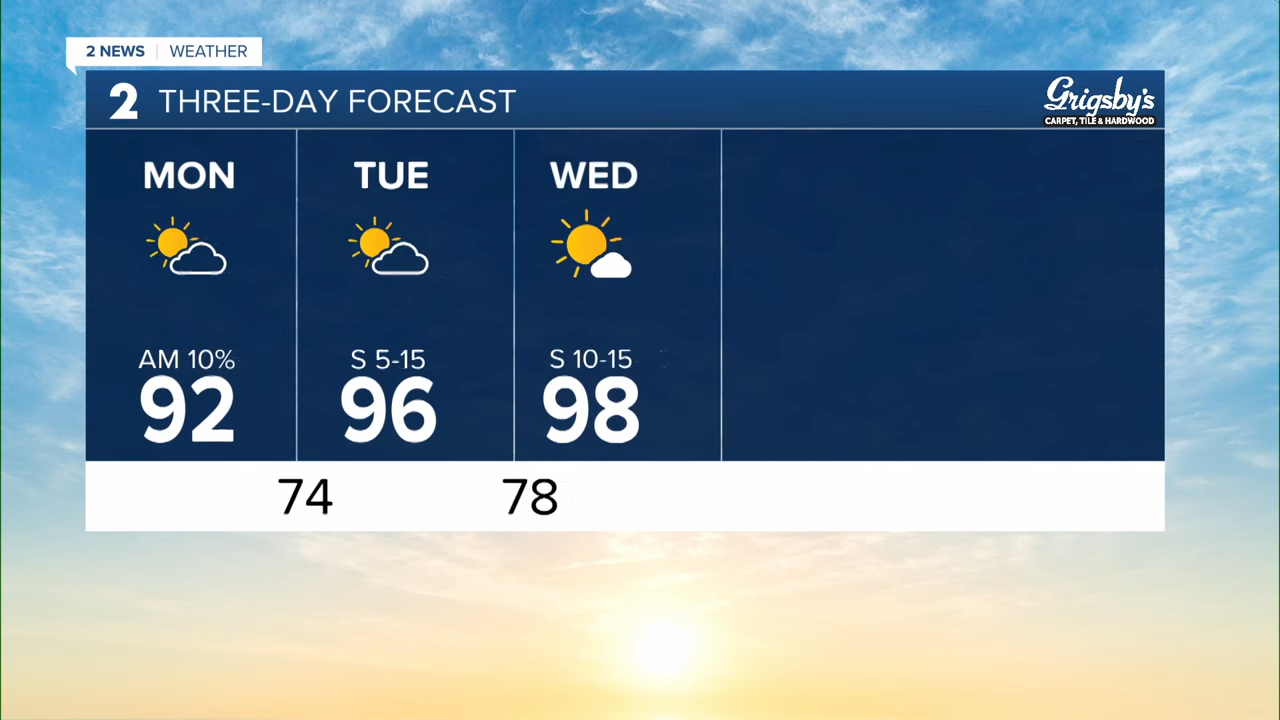 2 NEWS | WEATHER
2 THREE-DAY FORECAST
Grigsby's
CARPET, TILE & HARDWOOD
MON TUE WED
AM 10% S 5-15 S 10-15
92 96 98
74 78